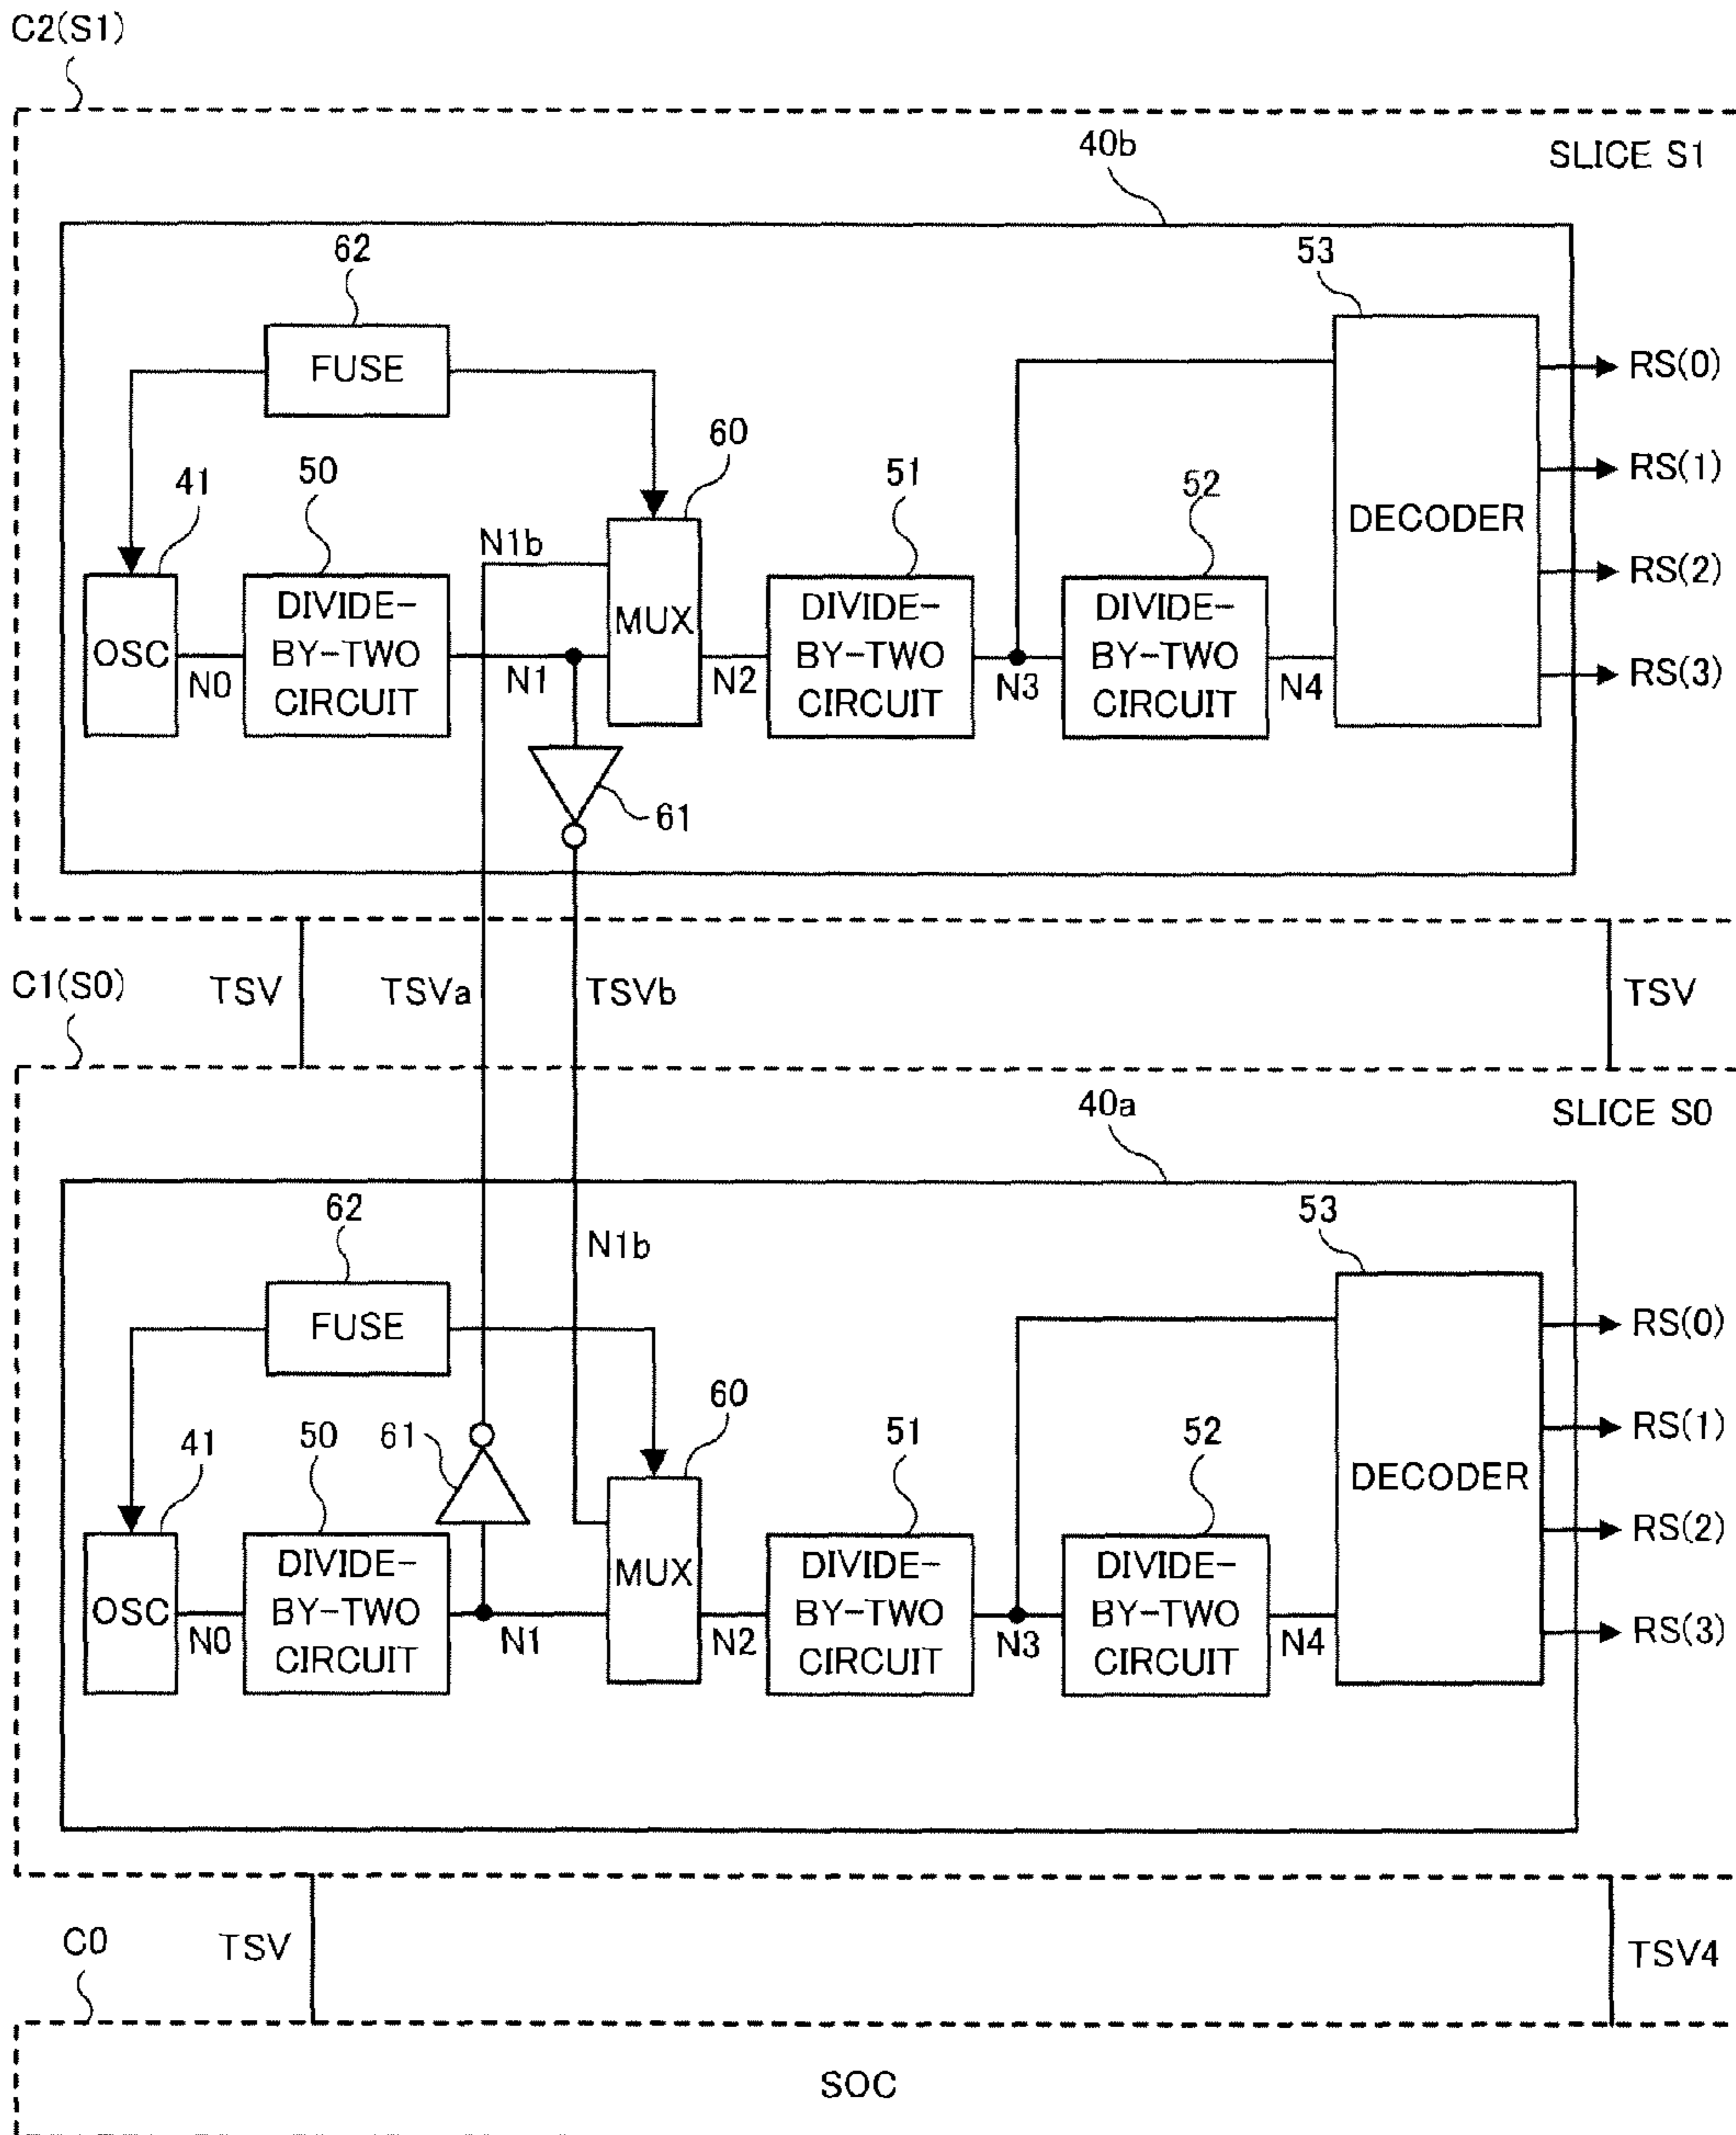 C2(S1)
SLICE S1
40b
62
FUSE
53
DECODER
RS(0)
RS(1)
RS(2)
RS(3)
41
OSC
N0
50
DIVIDE-
BY-TWO
CIRCUIT
N1b
N1
60
MUX
N2
51
DIVIDE-
BY-TWO
CIRCUIT
N3
52
DIVIDE-
BY-TWO
CIRCUIT
N4
61
C1(S0)
TSV
TSVa
TSVb
TSV
SLICE S0
40a
62
FUSE
N1b
53
DECODER
RS(0)
RS(1)
RS(2)
RS(3)
41
OSC
N0
50
DIVIDE-
BY-TWO
CIRCUIT
61
N1
60
MUX
N2
51
DIVIDE-
BY-TWO
CIRCUIT
N3
52
DIVIDE-
BY-TWO
CIRCUIT
N4
C0
TSV
TSV4
SOC